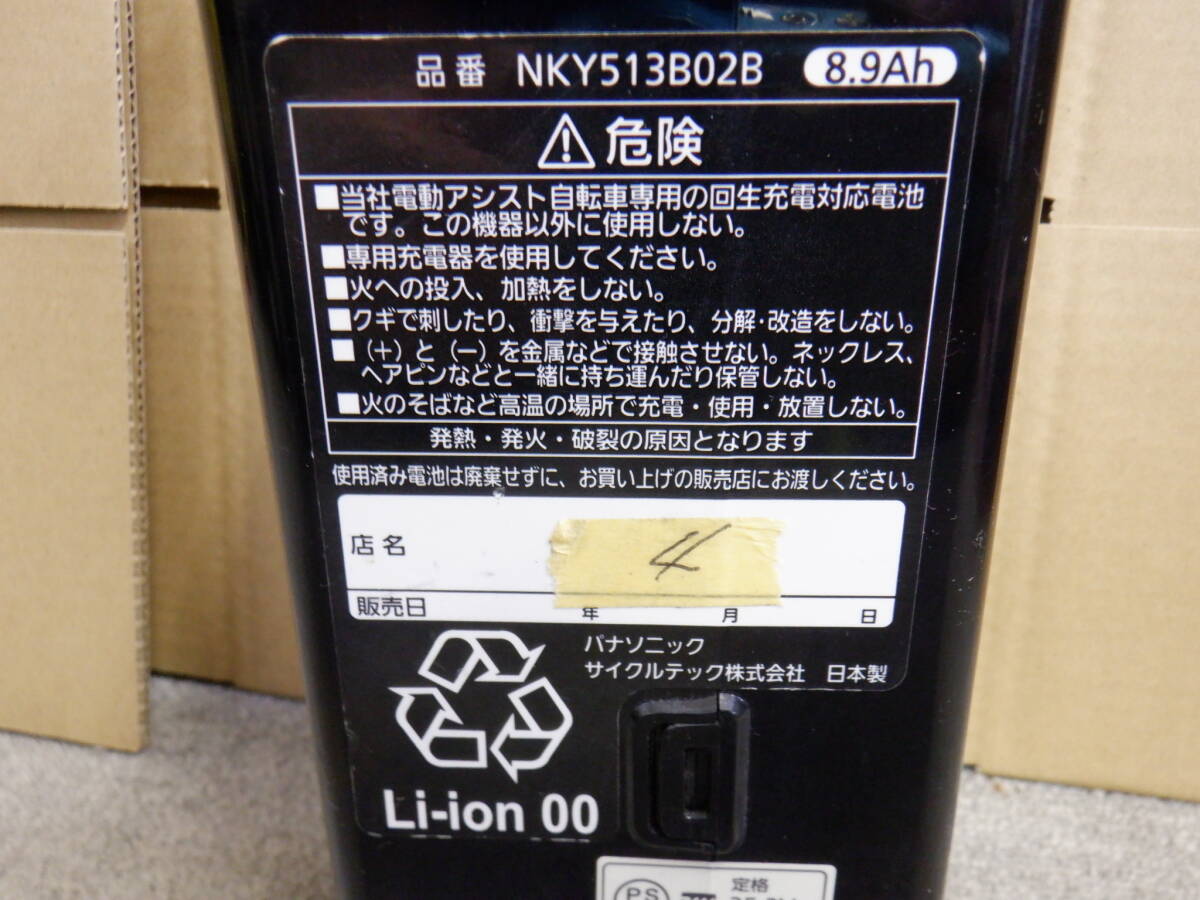 品番 NKY513B02B 8.9Ah
⚠危険
■当社電動アシスト自転車専用の回生充電対応電池
です。この機器以外に使用しない。
■専用充電器を使用してください。
■火への投入、加熱をしない。
■クギで刺したり、衝撃を与えたり、分解・改造をしない。
■（＋）と（－）を金属などで接触させない。ネックレス、
ヘアピンなどと一緒に持ち運んだり保管しない。
■火のそばなど高温の場所で充電・使用・放置しない。
発熱・発火・破裂の原因となります
使用済み電池は廃棄せずに、お買い上げの販売店にお渡しください。
店名
4
販売日 年 月 日
パナソニック
サイクルテック株式会社 日本製
Li-ion 00
PS
定格